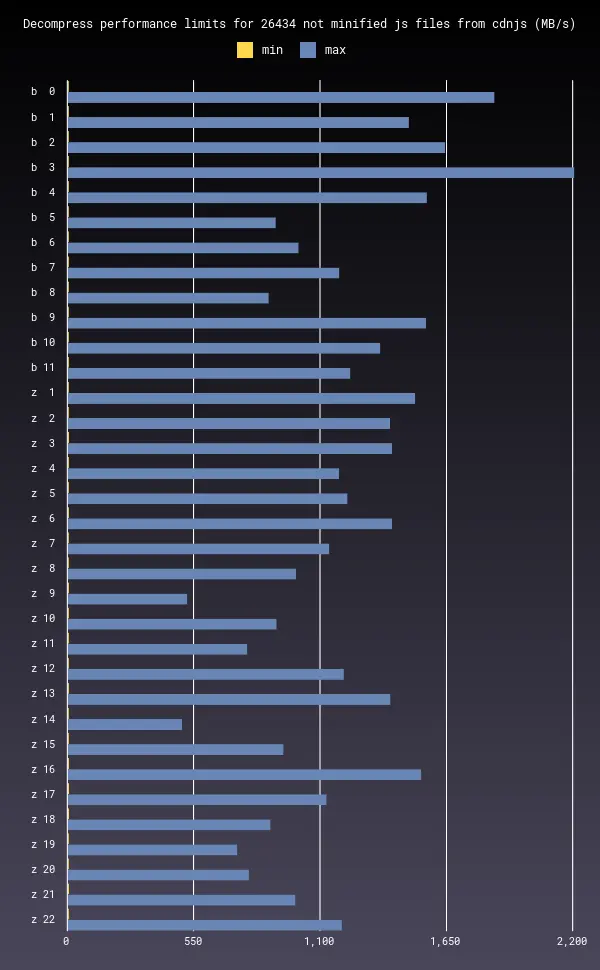 Decompress performance limits for 26434 not minified js files from cdnjs (MB/s)
min max
b 0
b 1
b 2
b 3
b 4
b 5
b 6
b 7
b 8
b 9
b 10
b 11
z 1
z 2
z 3
z 4
z 5
z 6
z 7
z 8
z 9
z 10
z 11
z 12
z 13
z 14
z 15
z 16
z 17
z 18
z 19
z 20
z 21
z 22
0 550 1,100 1,650 2,200